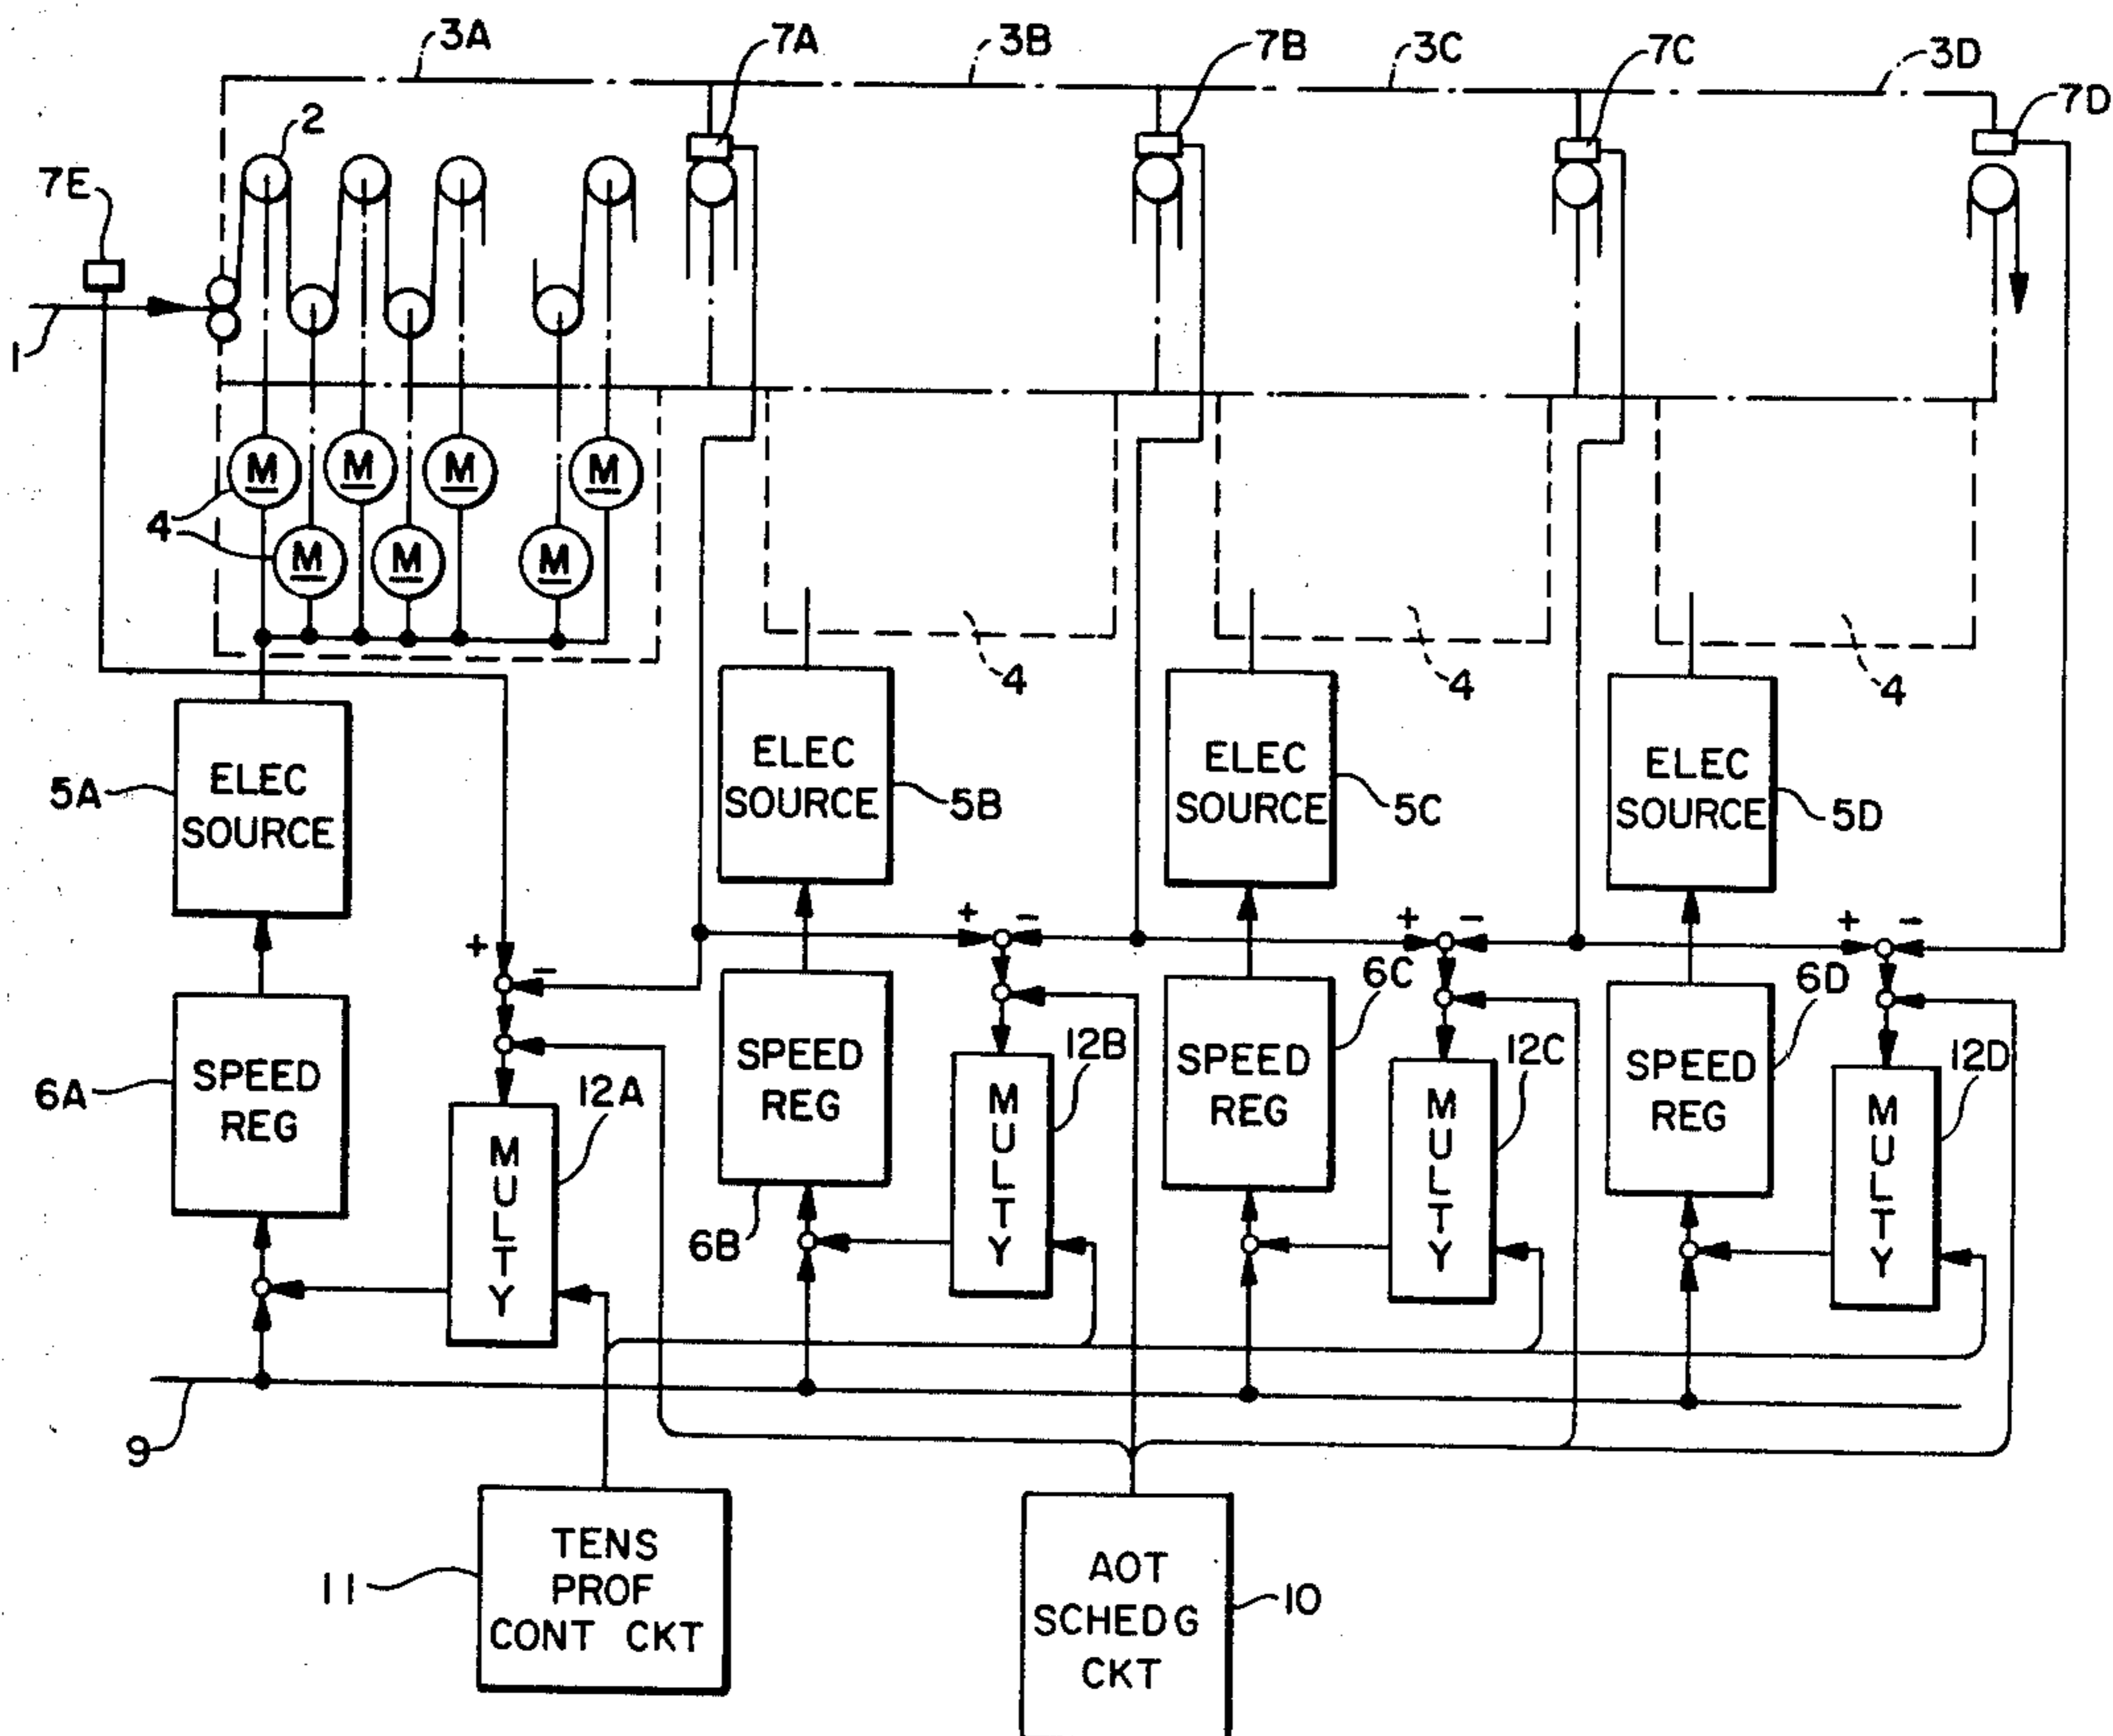 3A
7A
3B
7B
3C
7C
3D
7D
2
7E
1
M
M
M
M
4
M
M
M
4
4
4
5A
ELEC
SOURCE
ELEC
SOURCE
5B
ELEC
SOURCE
5C
ELEC
SOURCE
5D
+
-
+
-
+
-
+
-
6A
SPEED
REG
12A
MULTY
SPEED
REG
6B
12B
MULTY
6C
SPEED
REG
12C
MULTY
6D
SPEED
REG
12D
MULTY
9
11
TENS
PROF
CONT CKT
AOT
SCHEDG
CKT
10